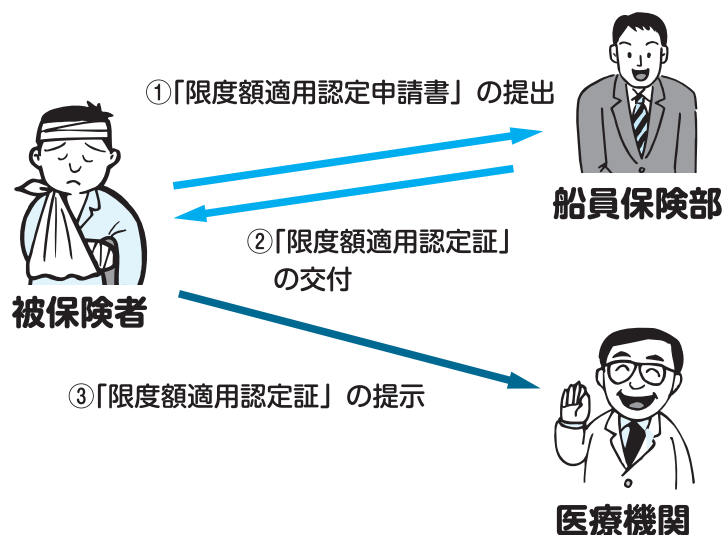 ①「限度額適用認定申請書」の提出
船員保険部
②「限度額適用認定証」
の交付
被保険者
③「限度額適用認定証」の提示
医療機関